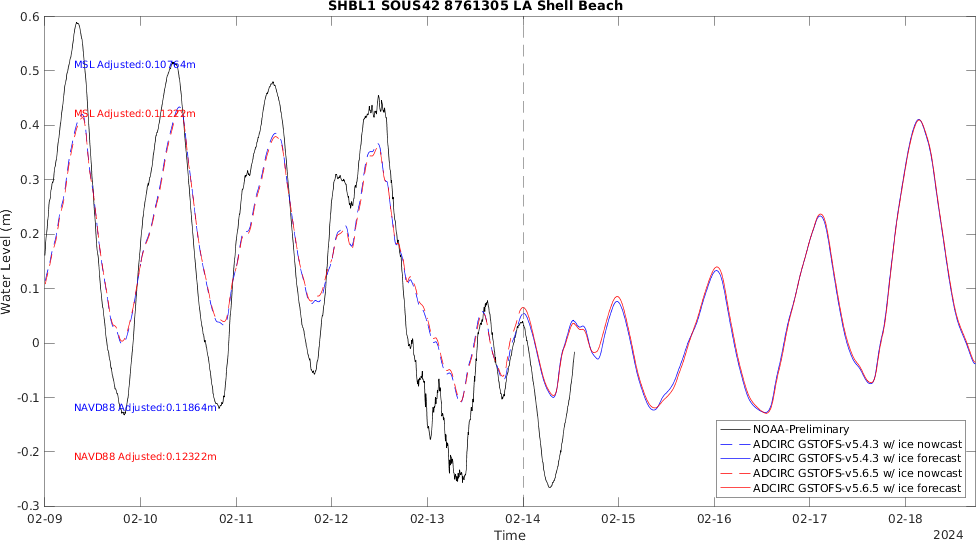 SHBL1 SOUS42 8761305 LA Shell Beach
0.6
0.5
0.4
0.3
0.2
0.1
0
-0.1
-0.2
-0.3
Water Level (m)
MSL Adjusted:0.10764m
MSL Adjusted:0.11222m
NAVD88 Adjusted:0.11864m
NAVD88 Adjusted:0.12322m
NOAA-Preliminary
ADCIRC GSTOFS-v5.4.3 w/ ice nowcast
ADCIRC GSTOFS-v5.4.3 w/ ice forecast
ADCIRC GSTOFS-v5.6.5 w/ ice nowcast
ADCIRC GSTOFS-v5.6.5 w/ ice forecast
02-09 02-10 02-11 02-12 02-13 02-14 02-15 02-16 02-17 02-18
Time
2024